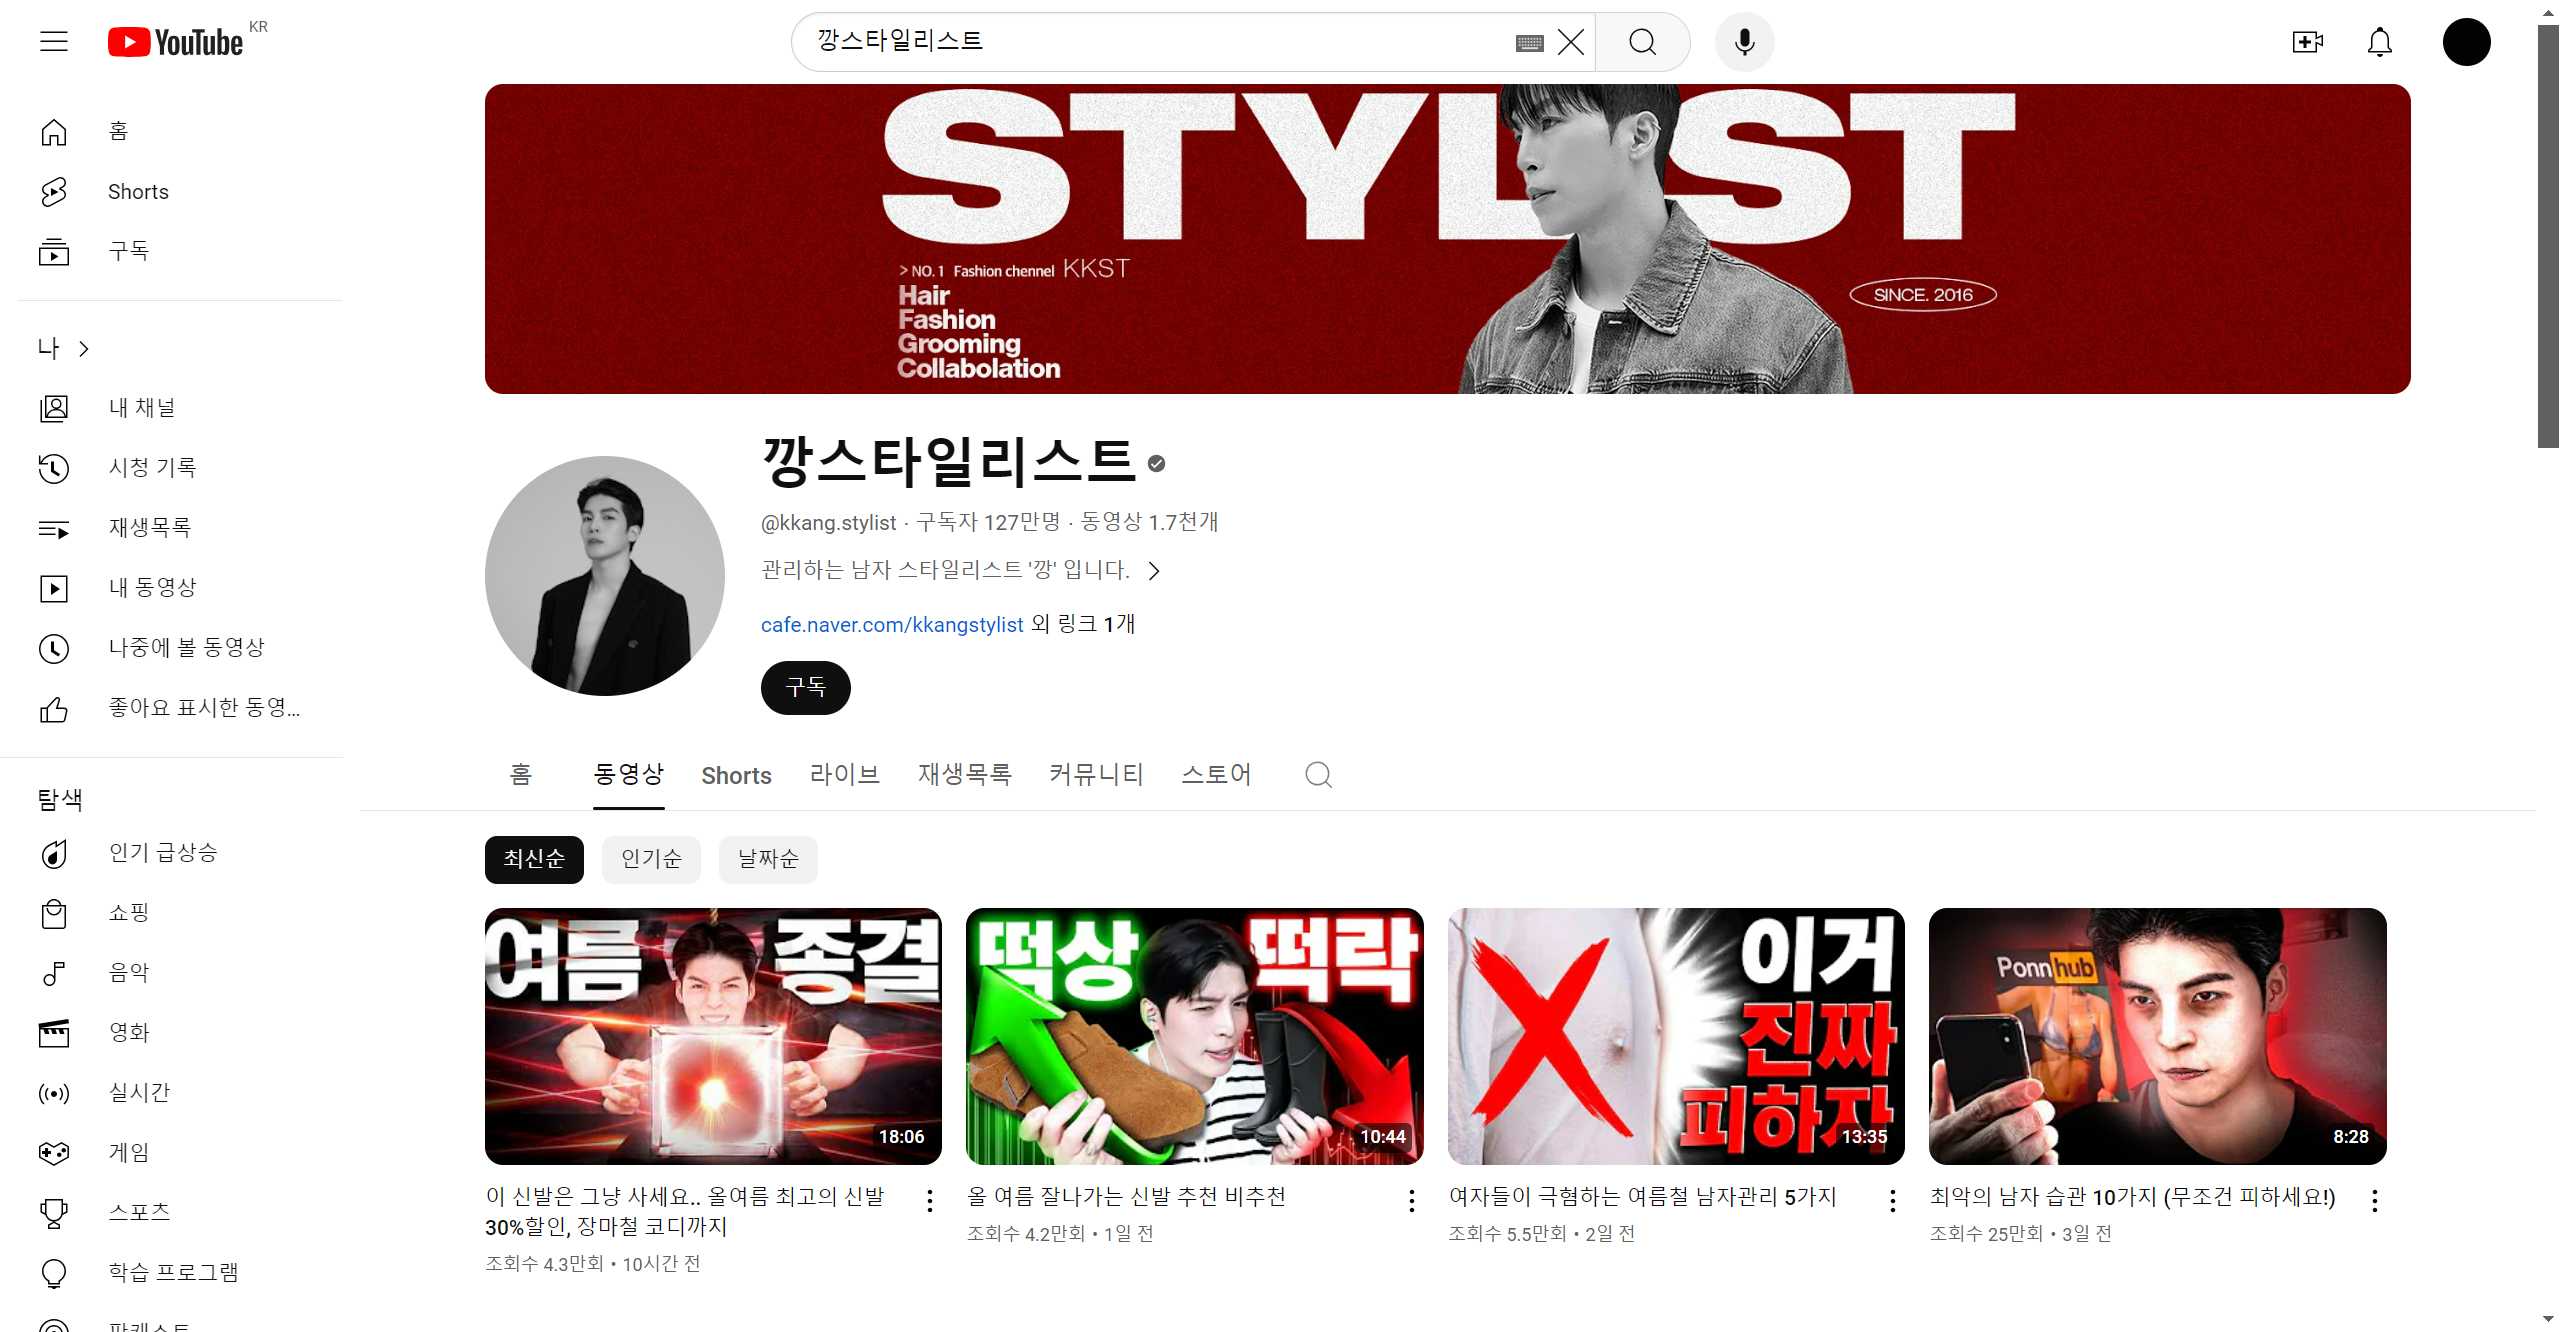 YouTube KR
깡스타일리스트
홈
Shorts
구독
나
내 채널
시청 기록
재생목록
내 동영상
나중에 볼 동영상
좋아요 표시한 동영...
탐색
인기 급상승
쇼핑
음악
영화
실시간
게임
스포츠
학습 프로그램
팟캐스트
STYLIST
> NO. 1 Fashion chennel KKST
Hair
Fashion
Grooming
Collabolation
SINCE. 2016
깡스타일리스트
@kkang.stylist · 구독자 127만명 · 동영상 1.7천개
관리하는 남자 스타일리스트 '깡' 입니다.
cafe.naver.com/kkangstylist 외 링크 1개
구독
홈 동영상 Shorts 라이브 재생목록 커뮤니티 스토어
최신순 인기순 날짜순
여름 종결
18:06
이 신발은 그냥 사세요.. 올여름 최고의 신발
30%할인, 장마철 코디까지
조회수 4.3만회 • 10시간 전
떡상 떡락
10:44
올 여름 잘나가는 신발 추천 비추천
조회수 4.2만회 • 1일 전
이거
진짜
피하자
13:35
여자들이 극혐하는 여름철 남자관리 5가지
조회수 5.5만회 • 2일 전
Ponnhub
8:28
최악의 남자 습관 10가지 (무조건 피하세요!)
조회수 25만회 • 3일 전